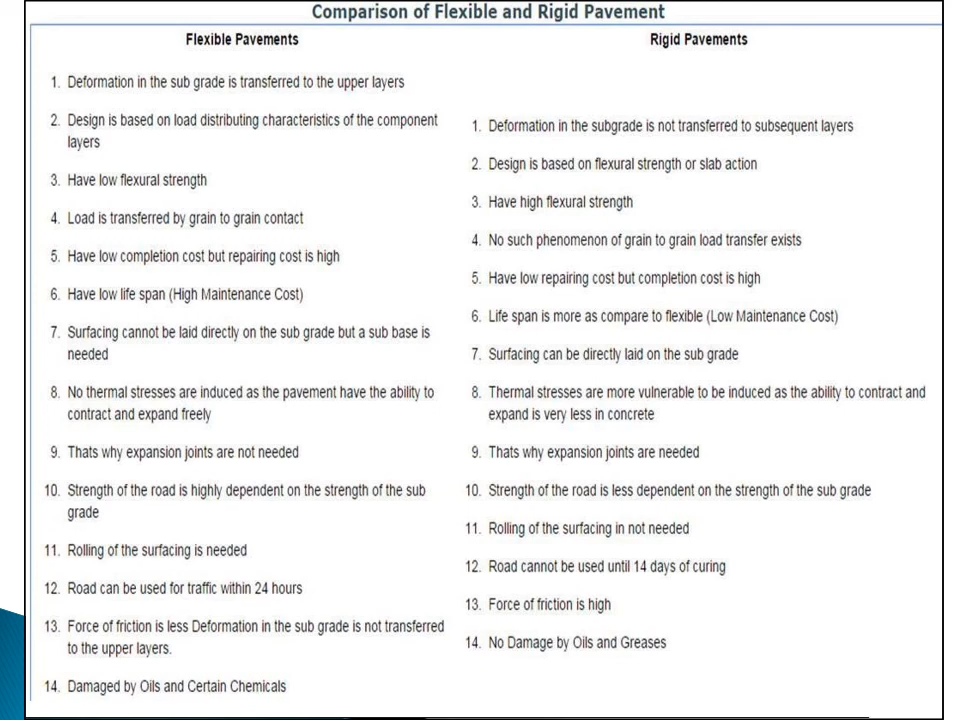 Comparison of Flexible and Rigid Pavement
Flexible Pavements
1. Deformation in the sub grade is transferred to the upper layers
2. Design is based on load distributing characteristics of the component
layers
3. Have low flexural strength
4. Load is transferred by grain to grain contact
5. Have low completion cost but repairing cost is high
6. Have low life span (High Maintenance Cost)
7. Surfacing cannot be laid directly on the sub grade but a sub base is
needed
8. No thermal stresses are induced as the pavement have the ability to
contract and expand freely
9. Thats why expansion joints are not needed
10. Strength of the road is highly dependent on the strength of the sub
grade
11. Rolling of the surfacing is needed
12. Road can be used for traffic within 24 hours
13. Force of friction is less Deformation in the sub grade is not transferred
to the upper layers.
14. Damaged by Oils and Certain Chemicals
Rigid Pavements
1. Deformation in the subgrade is not transferred to subsequent layers
2. Design is based on flexural strength or slab action
3. Have high flexural strength
4. No such phenomenon of grain to grain load transfer exists
5. Have low repairing cost but completion cost is high
6. Life span is more as compare to flexible (Low Maintenance Cost)
7. Surfacing can be directly laid on the sub grade
8. Thermal stresses are more vulnerable to be induced as the ability to contract and
expand is very less in concrete
9. Thats why expansion joints are needed
10. Strength of the road is less dependent on the strength of the sub grade
11. Rolling of the surfacing in not needed
12. Road cannot be used until 14 days of curing
13. Force of friction is high
14. No Damage by Oils and Greases